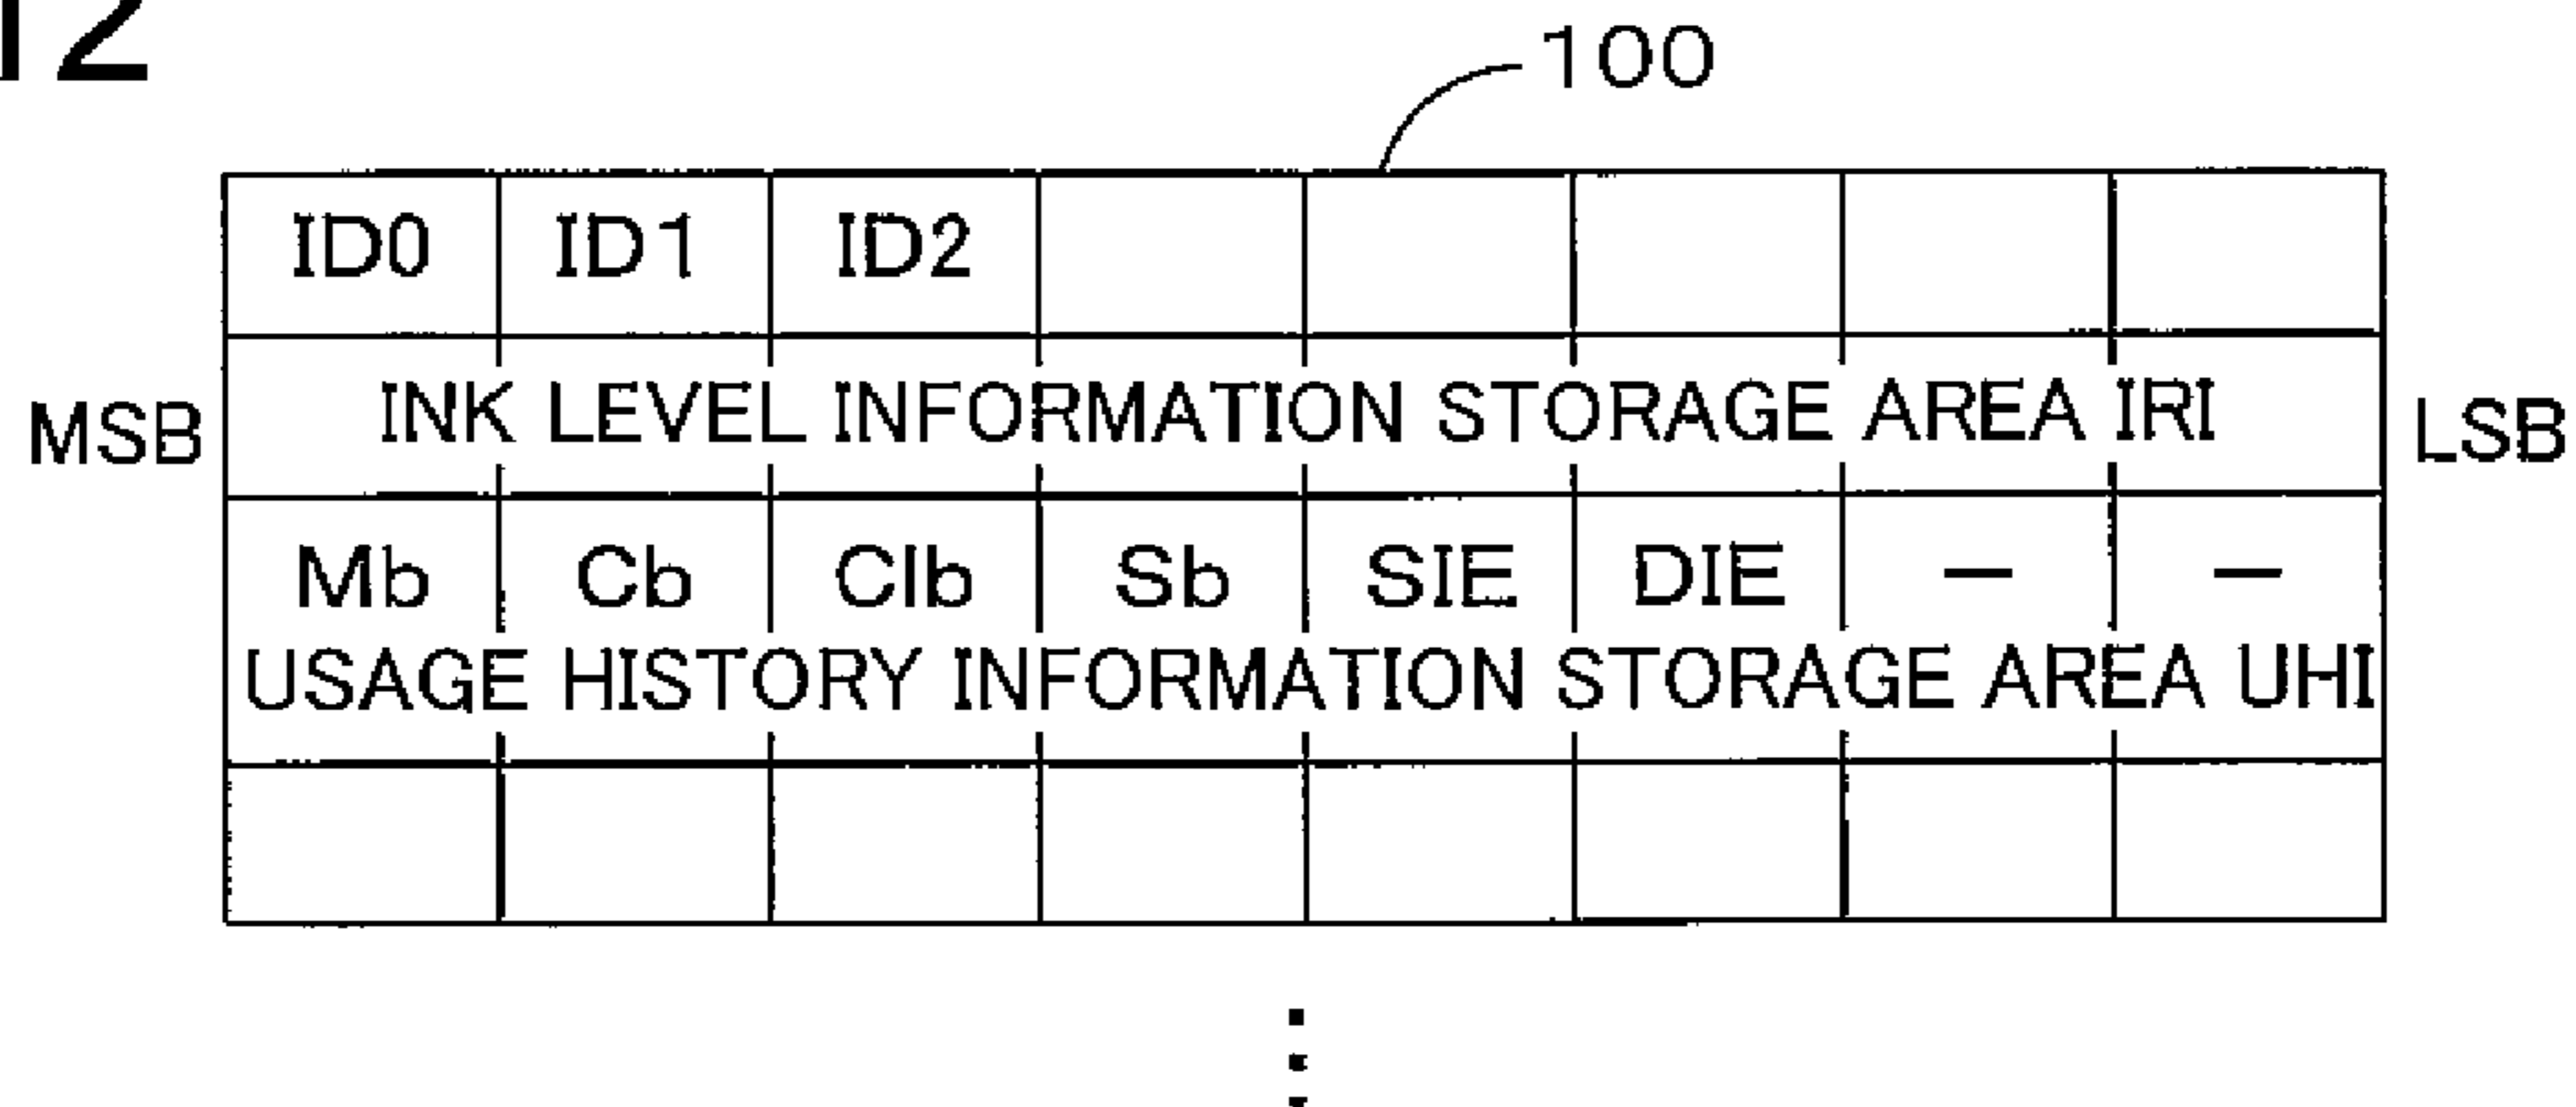 12
100
ID0 ID1 ID2
MSB INK LEVEL INFORMATION STORAGE AREA IRI LSB
Mb Cb Clb Sb SIE DIE — —
USAGE HISTORY INFORMATION STORAGE AREA UHI